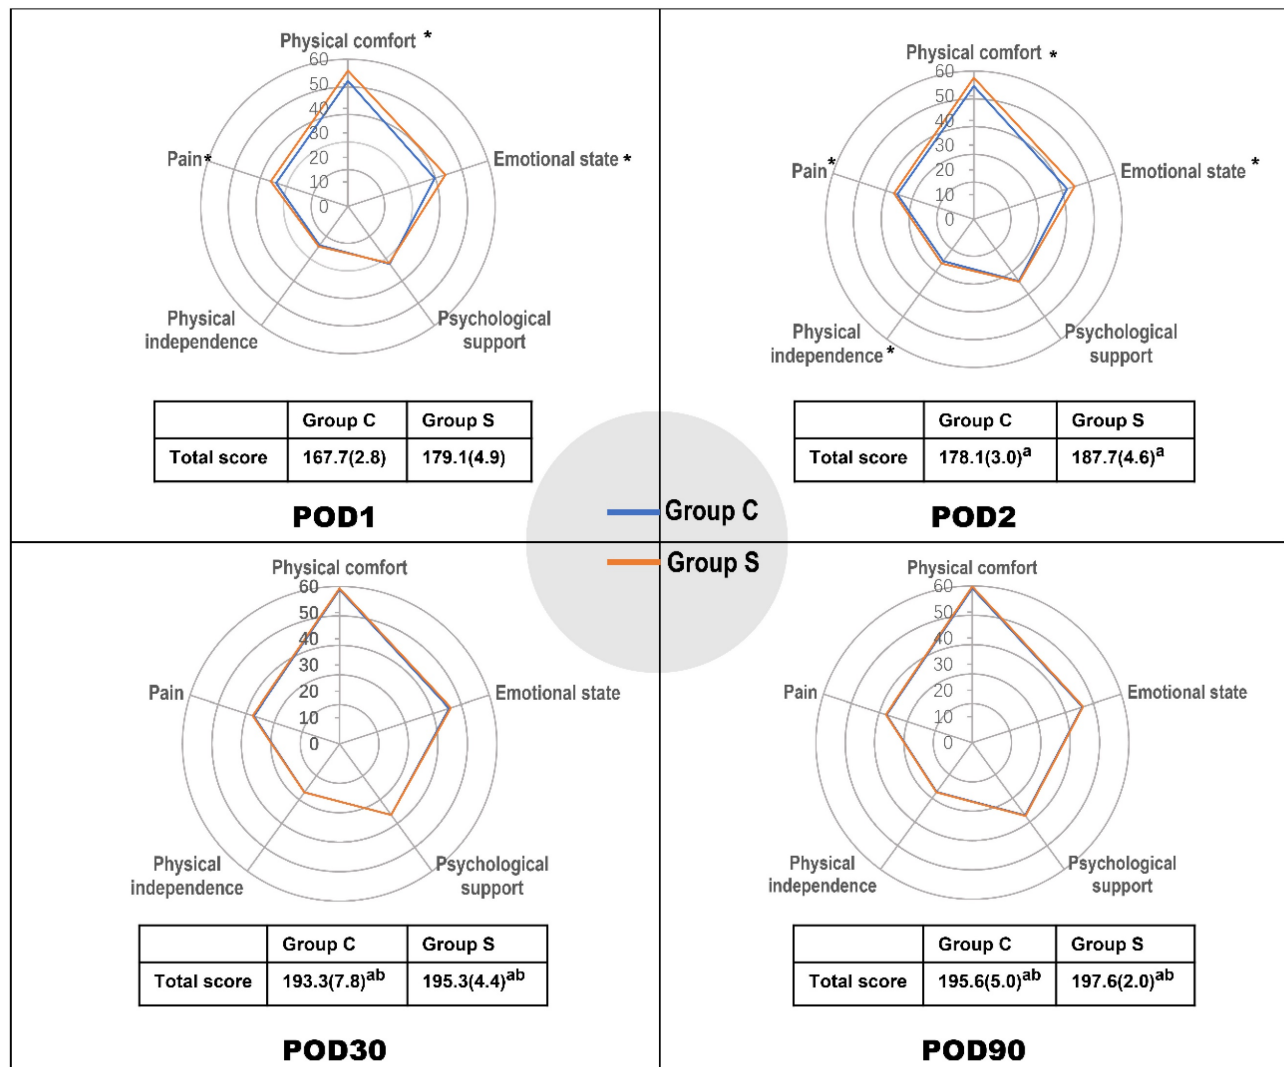 Physical comfort *
60
50
40
30
20
10
0
Pain*
Emotional state *
Physical
independence
Psychological
support
Group C Group S
Total score 167.7(2.8) 179.1(4.9)
POD1
Physical comfort *
60
50
40
30
20
10
0
Pain*
Emotional state *
Physical
independence*
Psychological
support
Group C Group S
Total score 178.1(3.0)a 187.7(4.6)a
POD2
Group C
Group S
Physical comfort
60
50
40
30
20
10
0
Pain
Emotional state
Physical
independence
Psychological
support
Group C Group S
Total score 193.3(7.8)ab 195.3(4.4)ab
POD30
Physical comfort
60
50
40
30
20
10
0
Pain
Emotional state
Physical
independence
Psychological
support
Group C Group S
Total score 195.6(5.0)ab 197.6(2.0)ab
POD90